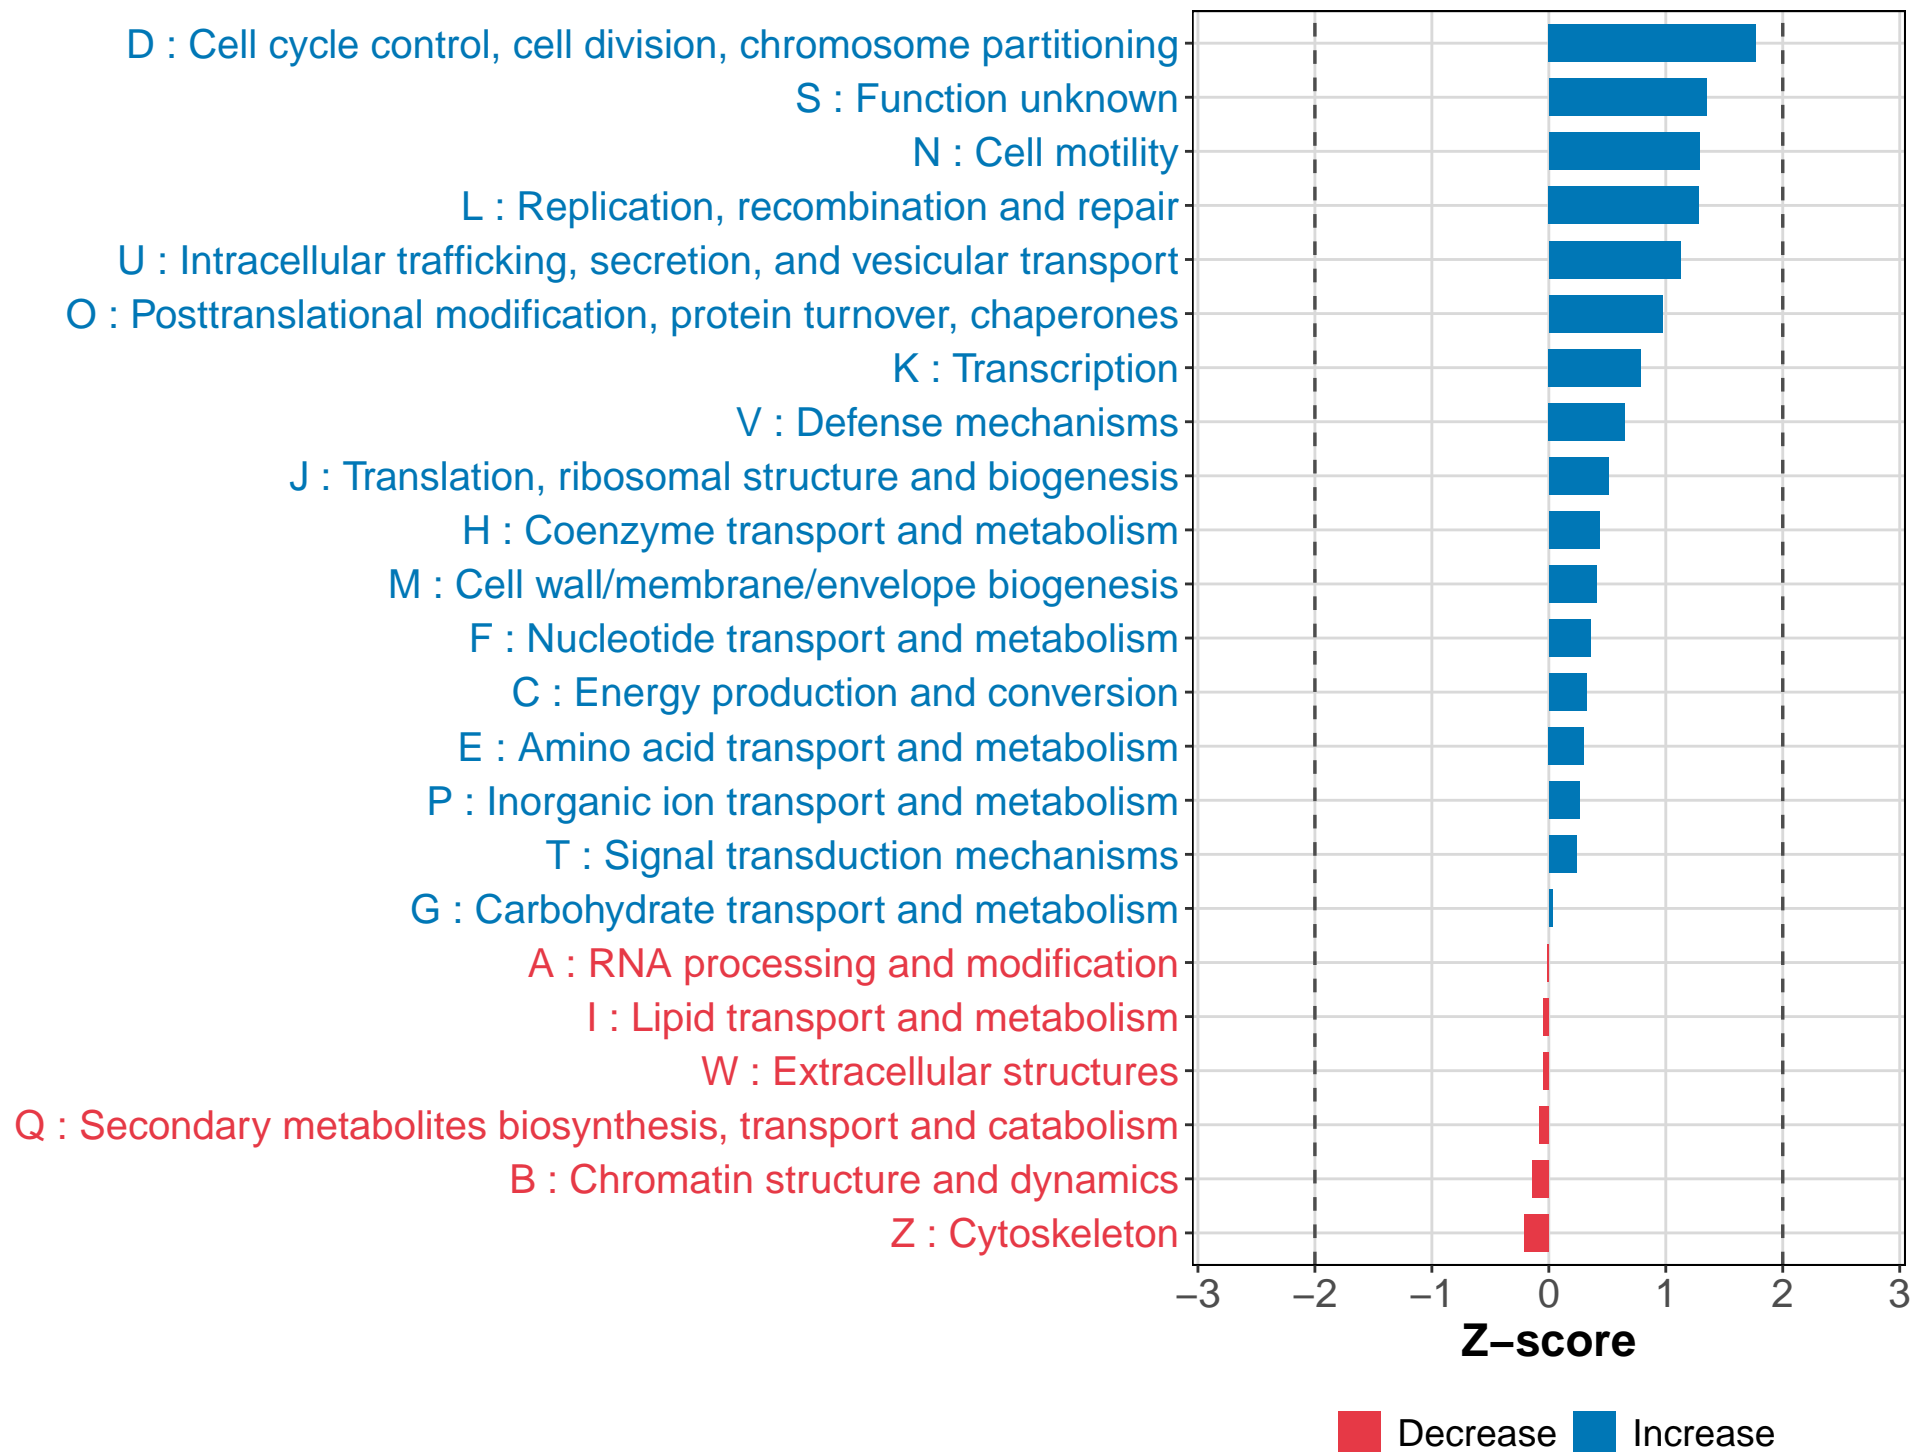 D : Cell cycle control, cell division, chromosome partitioning
S : Function unknown
N : Cell motility
L : Replication, recombination and repair
U : Intracellular trafficking, secretion, and vesicular transport
O : Posttranslational modification, protein turnover, chaperones
K : Transcription
V : Defense mechanisms
J : Translation, ribosomal structure and biogenesis
H : Coenzyme transport and metabolism
M : Cell wall/membrane/envelope biogenesis
F : Nucleotide transport and metabolism
C : Energy production and conversion
E : Amino acid transport and metabolism
P : Inorganic ion transport and metabolism
T : Signal transduction mechanisms
G : Carbohydrate transport and metabolism
A : RNA processing and modification
I : Lipid transport and metabolism
W : Extracellular structures
Q : Secondary metabolites biosynthesis, transport and catabolism
B : Chromatin structure and dynamics
Z : Cytoskeleton
−3 −2 −1 0 1 2 3
Z−score
Decrease Increase